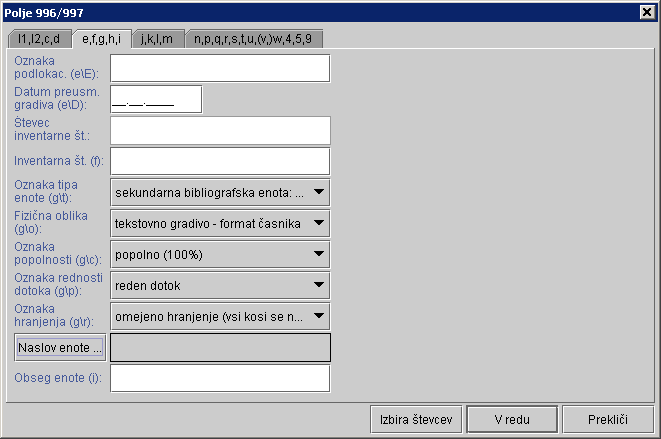 Polje 996/997
l1,l2,c,d
e,f,g,h,i
j,k,l,m
n,p,q,r,s,t,u,(v,)w,4,5,9
Oznaka
podlokac. (e\E):
Datum preusm.
gradiva (e\D):
__.__.____
Števec
inventarne št.:
Inventarna št. (f):
Oznaka tipa
enote (g\t):
sekundarna bibliografska enota: ...
Fizična oblika
(g\o):
tekstovno gradivo - format časnika
Oznaka
popolnosti (g\c):
popolno (100%)
Oznaka rednosti
dotoka (g\p):
reden dotok
Oznaka
hranjenja (g\r):
omejeno hranjenje (vsi kosi se n...
Naslov enote ...
Obseg enote (i):
Izbira števcev
V redu
Prekliči